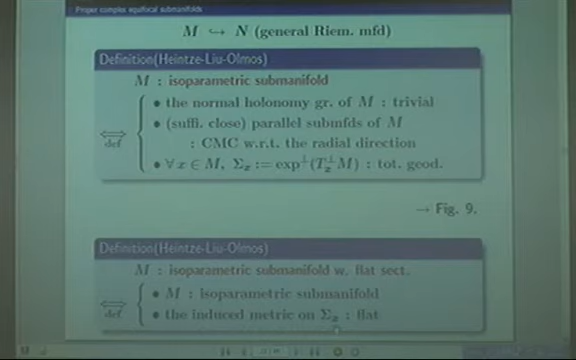 Proper complex equifocal submanifolds
M ↪ N (general Riem. mfd)
Definition(Heintze-Liu-Olmos)
M : isoparametric submanifold
• the normal holonomy gr. of M : trivial
• (suffi. close) parallel submfds of M
⟺ def : CMC w.r.t. the radial direction
• ∀x ∈ M, Σₓ := exp^⊥(Tₓ^⊥M) : tot. geod.
→ Fig. 9.
Definition(Heintze-Liu-Olmos)
M : isoparametric submanifold w. flat sect.
• M : isoparametric submanifold
⟺ def
• the induced metric on Σₓ : flat